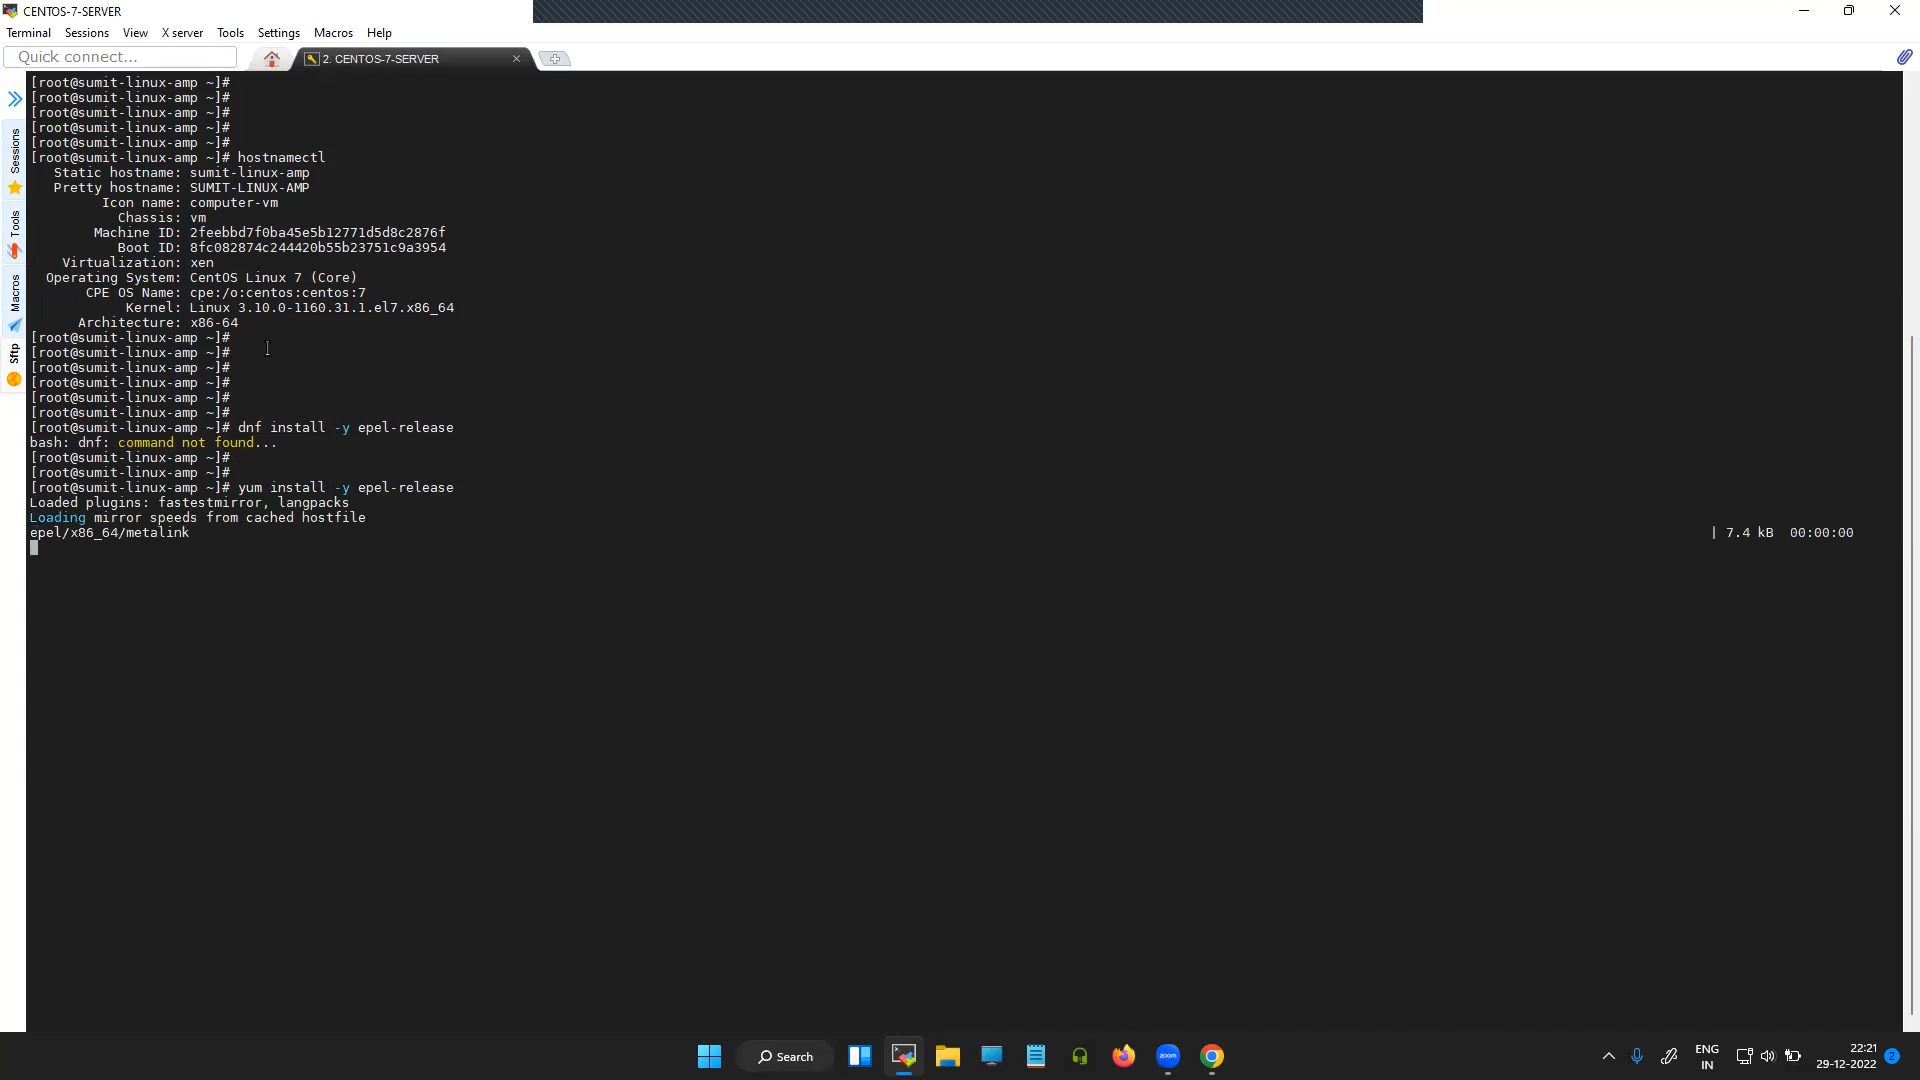 CENTOS-7-SERVER
Terminal Sessions View X server Tools Settings Macros Help
Quick connect...
2. CENTOS-7-SERVER
Sessions
Tools
Macros
Sftp
[root@sumit-linux-amp ~]#
[root@sumit-linux-amp ~]#
[root@sumit-linux-amp ~]#
[root@sumit-linux-amp ~]#
[root@sumit-linux-amp ~]#
[root@sumit-linux-amp ~]# hostnamectl
Static hostname: sumit-linux-amp
Pretty hostname: SUMIT-LINUX-AMP
Icon name: computer-vm
Chassis: vm
Machine ID: 2feebbd7f0ba45e5b12771d5d8c2876f
Boot ID: 8fc082874c244420b55b23751c9a3954
Virtualization: xen
Operating System: CentOS Linux 7 (Core)
CPE OS Name: cpe:/o:centos:centos:7
Kernel: Linux 3.10.0-1160.31.1.el7.x86_64
Architecture: x86-64
[root@sumit-linux-amp ~]#
[root@sumit-linux-amp ~]#
[root@sumit-linux-amp ~]#
[root@sumit-linux-amp ~]#
[root@sumit-linux-amp ~]#
[root@sumit-linux-amp ~]#
[root@sumit-linux-amp ~]# dnf install -y epel-release
bash: dnf: command not found...
[root@sumit-linux-amp ~]#
[root@sumit-linux-amp ~]#
[root@sumit-linux-amp ~]# yum install -y epel-release
Loaded plugins: fastestmirror, langpacks
Loading mirror speeds from cached hostfile
epel/x86_64/metalink | 7.4 kB 00:00:00
Search
zoom
ENG
IN
22:21
29-12-2022
2